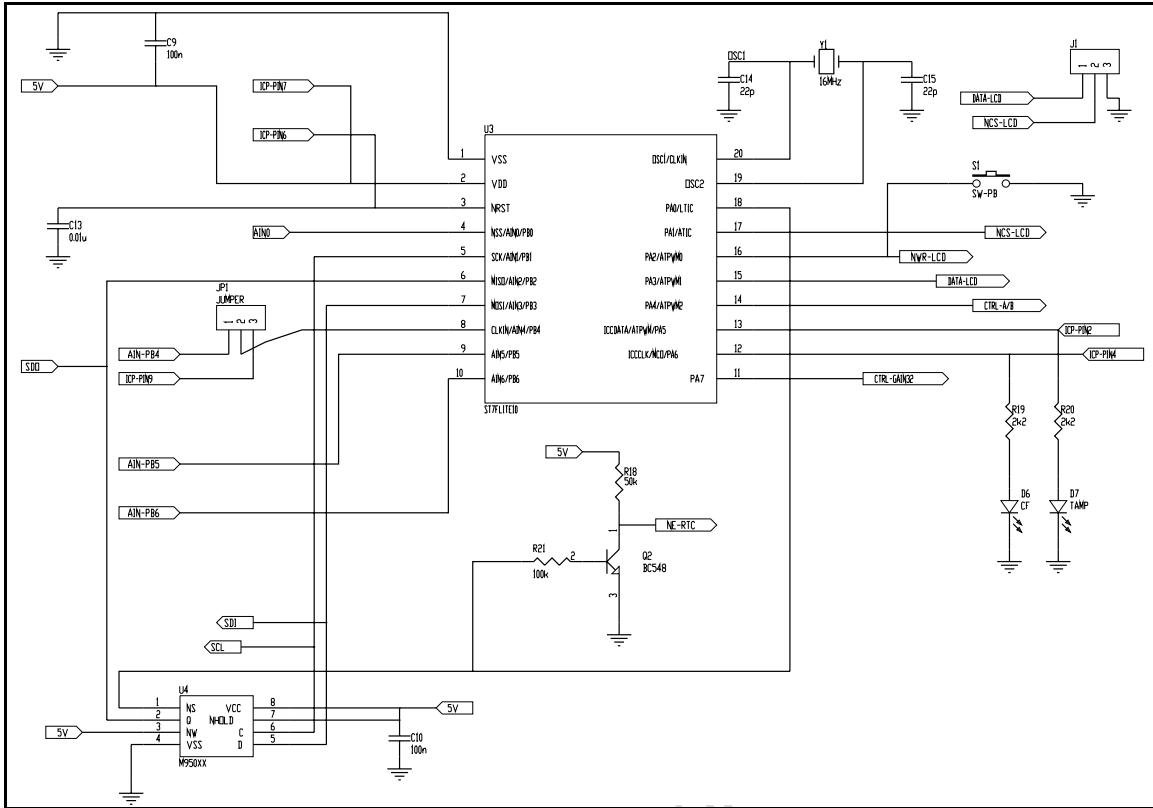 C9
100n
5V
ICP-PIN7
ICP-PIN6
C13
0.01u
AIN0
JP1
JUMPER
1 2 3
AIN-PB4
ICP-PIN9
SDO
AIN-PB5
AIN-PB6
U3
1 VSS
2 VDD
3 NRST
4 NSS/AIN0/PB0
5 SCK/AIN1/PB1
6 MISO/AIN2/PB2
7 MOSI/AIN3/PB3
8 CLKIN/AIN4/PB4
9 AIN5/PB5
10 AIN6/PB6
OSC1/CLKIN 20
OSC2 19
PA0/LTIC 18
PA1/ATIC 17
PA2/ATPWM0 16
PA3/ATPWM1 15
PA4/ATPWM2 14
ICCDATA/ATPWM/PA5 13
ICCCLK/MCO/PA6 12
PA7 11
ST7FLITE10
OSC1
C14
22p
Y1
16MHz
C15
22p
J1
1 2 3
DATA-LCD
NCS-LCD
S1
SW-PB
NCS-LCD
NWR-LCD
DATA-LCD
CTRL-A/B
ICP-PIN2
ICP-PIN4
CTRL-GAIN32
R19
2k2
R20
2k2
D6
CF
D7
TAMP
5V
R18
50k
NE-RTC
1
R21
100k
2
Q2
BC548
3
SDI
SCL
U4
1 NS VCC 8
2 Q NHOLD 7
3 NW C 6
4 VSS D 5
M950XX
5V
5V
C10
100n